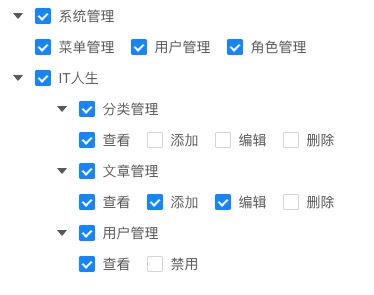 系统管理
菜单管理 用户管理 角色管理
IT人生
分类管理
查看 添加 编辑 删除
文章管理
查看 添加 编辑 删除
用户管理
查看 禁用